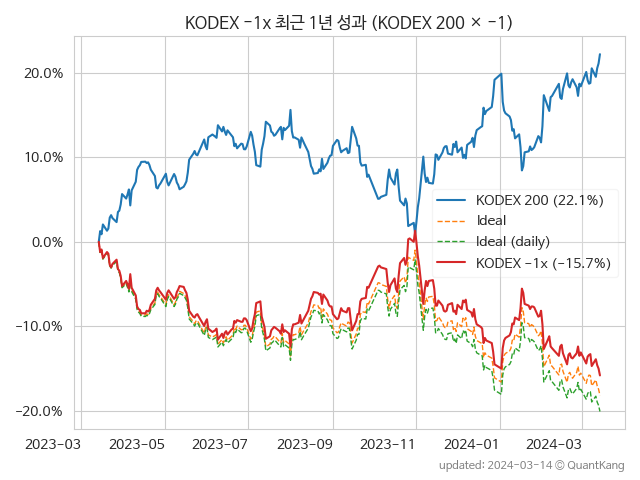 KODEX -1x 최근 1년 성과 (KODEX 200 × -1)
20.0%
10.0%
0.0%
-10.0%
-20.0%
KODEX 200 (22.1%)
Ideal
Ideal (daily)
KODEX -1x (-15.7%)
2023-03 2023-05 2023-07 2023-09 2023-11 2024-01 2024-03
updated: 2024-03-14 © QuantKang